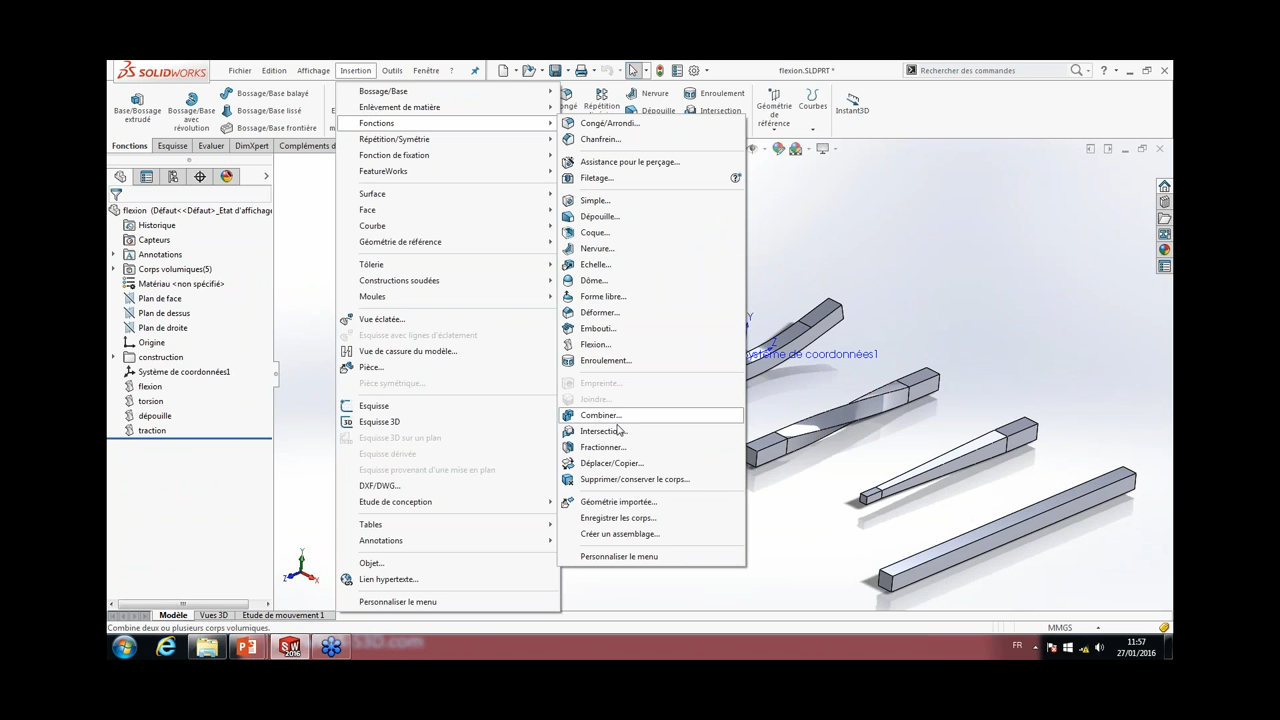 SOLIDWORKS
Fichier Edition Affichage Insertion Outils Fenêtre ?
flexion.SLDPRT *
Rechercher des commandes
?
Base/Bossage extrudé
Bossage/Base avec révolution
Bossage/Base balayé
Bossage/Base lissé
Bossage/Base frontière
Répétition
Nervure
Dépouille
Enroulement
Intersection
Géométrie de référence
Courbes
Instant3D
Fonctions Esquisse Evaluer DimXpert Compléments d
flexion (Défaut<<Défaut>_Etat d'affichage
Historique
Capteurs
Annotations
Corps volumiques(5)
Matériau <non spécifié>
Plan de face
Plan de dessus
Plan de droite
Origine
construction
Système de coordonnées1
flexion
torsion
dépouille
traction
Bossage/Base
Enlèvement de matière
Fonctions
Répétition/Symétrie
Fonction de fixation
FeatureWorks
Surface
Face
Courbe
Géométrie de référence
Tôlerie
Constructions soudées
Moules
Vue éclatée...
Esquisse avec lignes d'éclatement
Vue de cassure du modèle...
Pièce...
Pièce symétrique...
Esquisse
3D Esquisse 3D
Esquisse 3D sur un plan
Esquisse dérivée
Esquisse provenant d'une mise en plan
DXF/DWG...
Etude de conception
Tables
Annotations
Objet...
Lien hypertexte...
Personnaliser le menu
Congé/Arrondi...
Chanfrein...
Assistance pour le perçage...
Filetage...
Simple...
Dépouille...
Coque...
Nervure...
Echelle...
Dôme...
Forme libre...
Déformer...
Embouti...
Flexion...
Enroulement...
Empreinte...
Joindre...
Combiner...
Intersection...
Fractionner...
Déplacer/Copier...
Supprimer/conserver le corps...
Géométrie importée...
Enregistrer les corps...
Créer un assemblage...
Personnaliser le menu
Y
Z
Système de coordonnées1
Y
Z X
Modèle Vues 3D Etude de mouvement 1
Combine deux ou plusieurs corps volumiques.
MMGS
SW 2016
3D.com
FR
11:57
27/01/2016